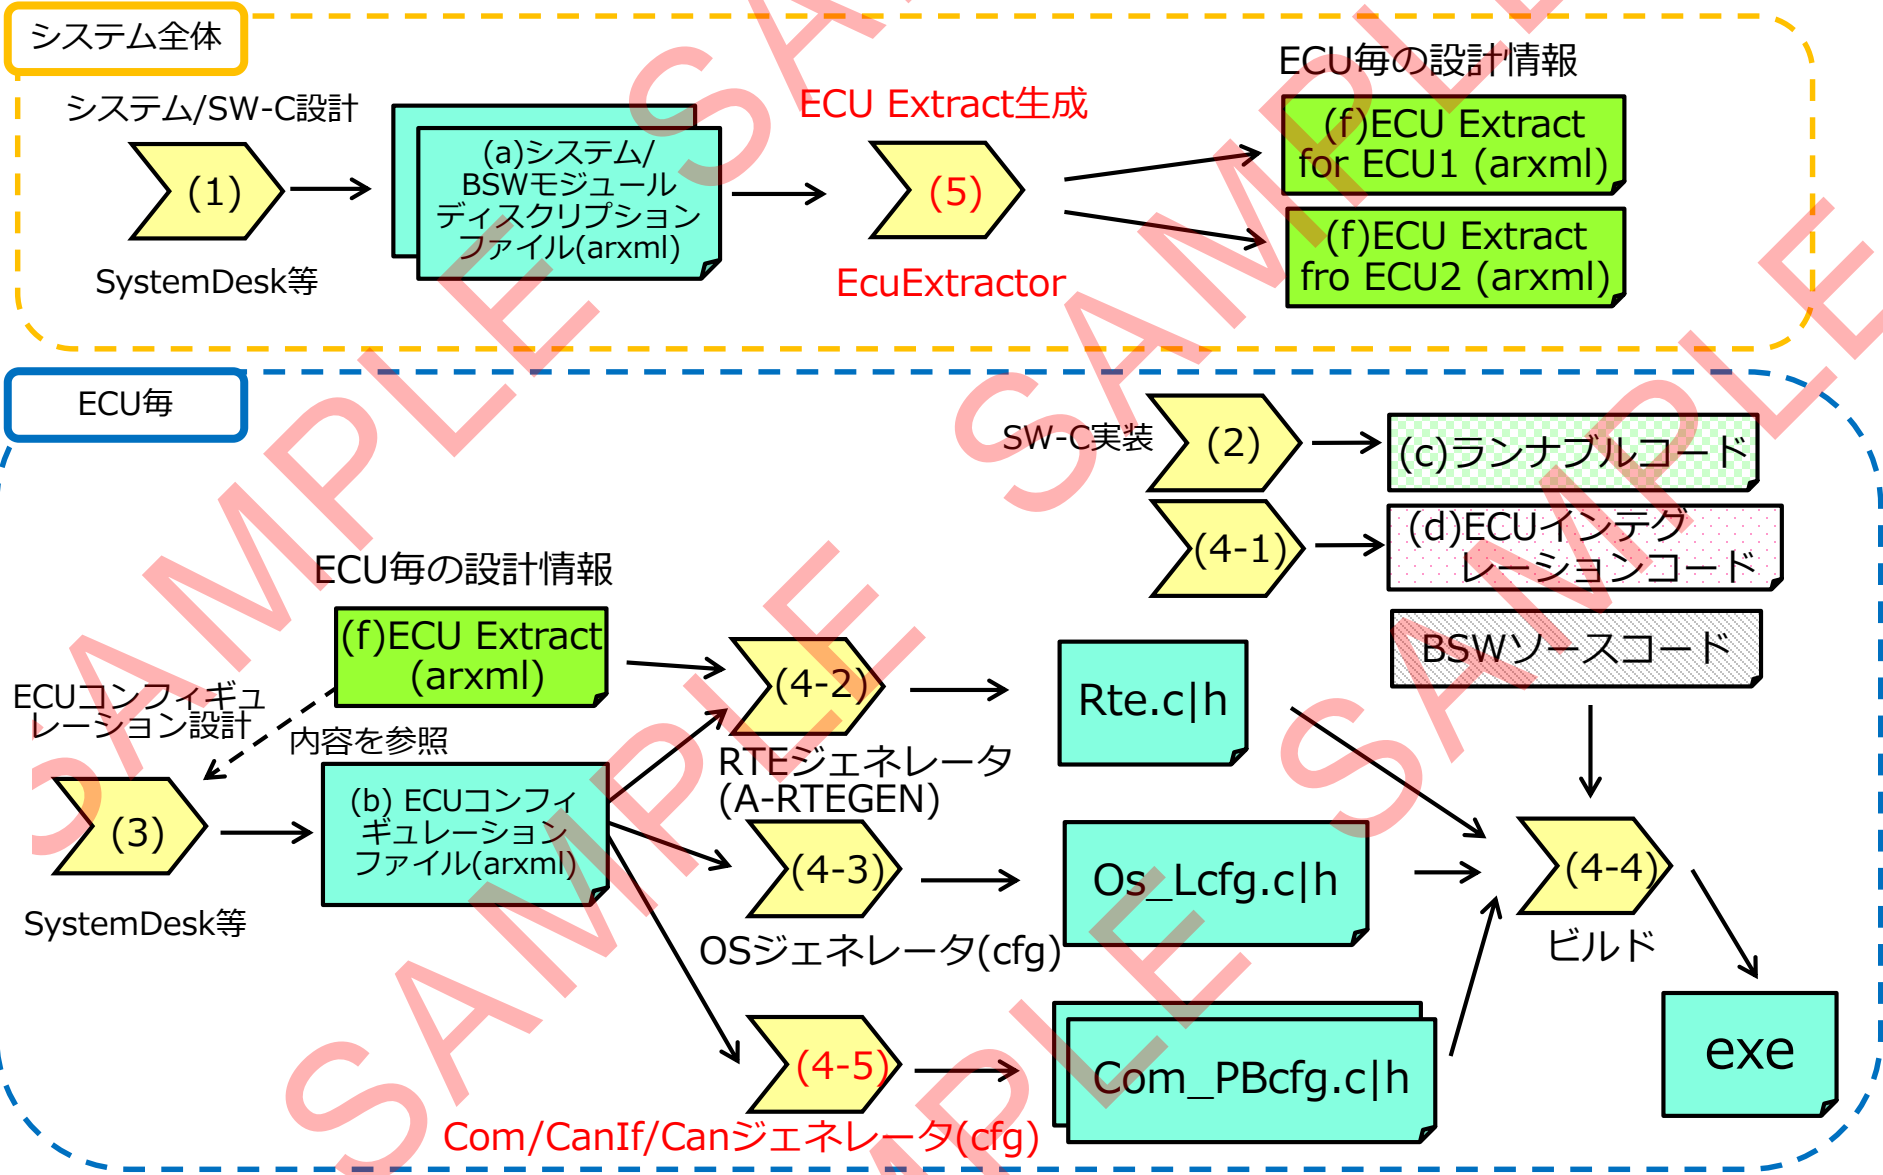 システム全体
システム/SW-C設計
(1)
SystemDesk等
(a)システム/
BSWモジュール
ディスクリプション
ファイル(arxml)
ECU Extract生成
(5)
EcuExtractor
ECU毎の設計情報
(f)ECU Extract
for ECU1 (arxml)
(f)ECU Extract
fro ECU2 (arxml)
ECU毎
SW-C実装
(2)
(c)ランナブルコード
(4-1)
(d)ECUインテグ
レーションコード
BSWソースコード
ECU毎の設計情報
(f)ECU Extract
(arxml)
ECUコンフィギュ
レーション設計
内容を参照
(3)
SystemDesk等
(b) ECUコンフィ
ギュレーション
ファイル(arxml)
(4-2)
RTEジェネレータ
(A-RTEGEN)
Rte.c|h
(4-3)
OSジェネレータ(cfg)
Os_Lcfg.c|h
(4-4)
ビルド
(4-5)
Com/CanIf/Canジェネレータ(cfg)
Com_PBcfg.c|h
exe
SAMPLE
SAMPLE
SAMPLE
SAMPLE
SAMPLE
SAMPLE